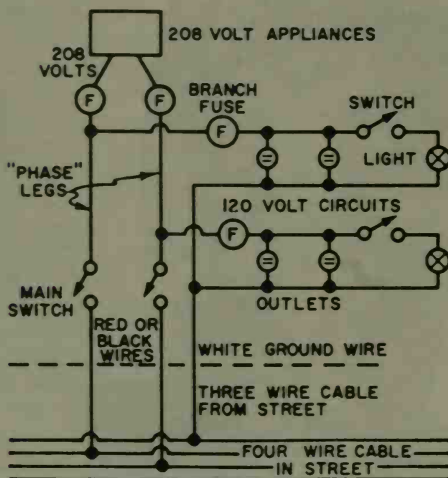 208 VOLT APPLIANCES
208
VOLTS
F
F
BRANCH
FUSE
F
SWITCH
LIGHT
"PHASE"
LEGS
120 VOLT CIRCUITS
F
MAIN
SWITCH
OUTLETS
RED OR
BLACK
WIRES
WHITE GROUND WIRE
THREE WIRE CABLE
FROM STREET
FOUR WIRE CABLE
IN STREET